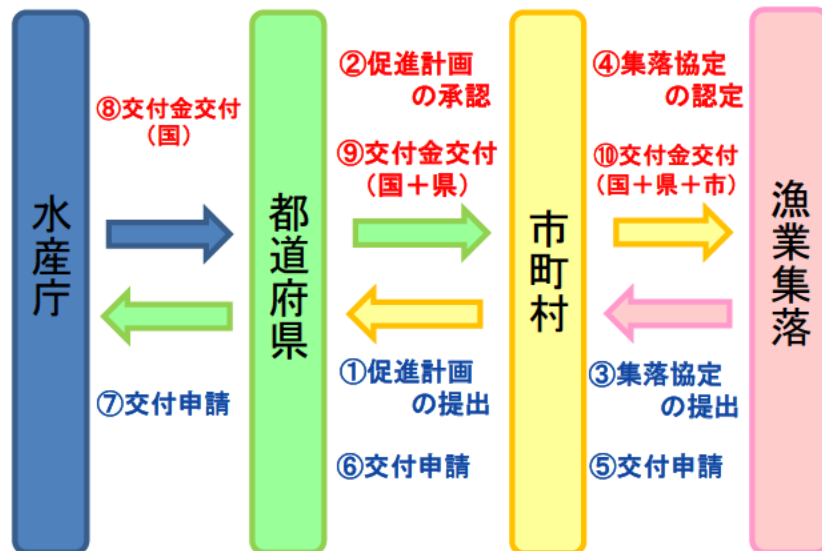 水産庁
⑧交付金交付
(国)
⑦交付申請
都道府県
②促進計画
の承認
⑨交付金交付
(国+県)
①促進計画
の提出
⑥交付申請
市町村
④集落協定
の認定
⑩交付金交付
(国+県+市)
③集落協定
の提出
⑤交付申請
漁業集落